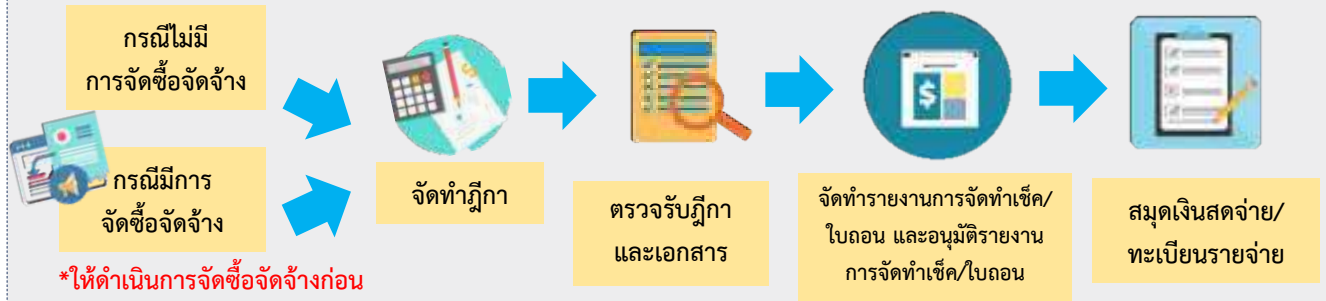 กรณีไม่มี
การจัดซื้อจัดจ้าง
กรณีมีการ
จัดซื้อจัดจ้าง
*ให้ดำเนินการจัดซื้อจัดจ้างก่อน
จัดทำฎีกา
ตรวจรับฎีกา
และเอกสาร
จัดทำรายงานการจัดทำเช็ค/
ใบถอน และอนุมัติรายงาน
การจัดทำเช็ค/ใบถอน
สมุดเงินสดจ่าย/
ทะเบียนรายจ่าย